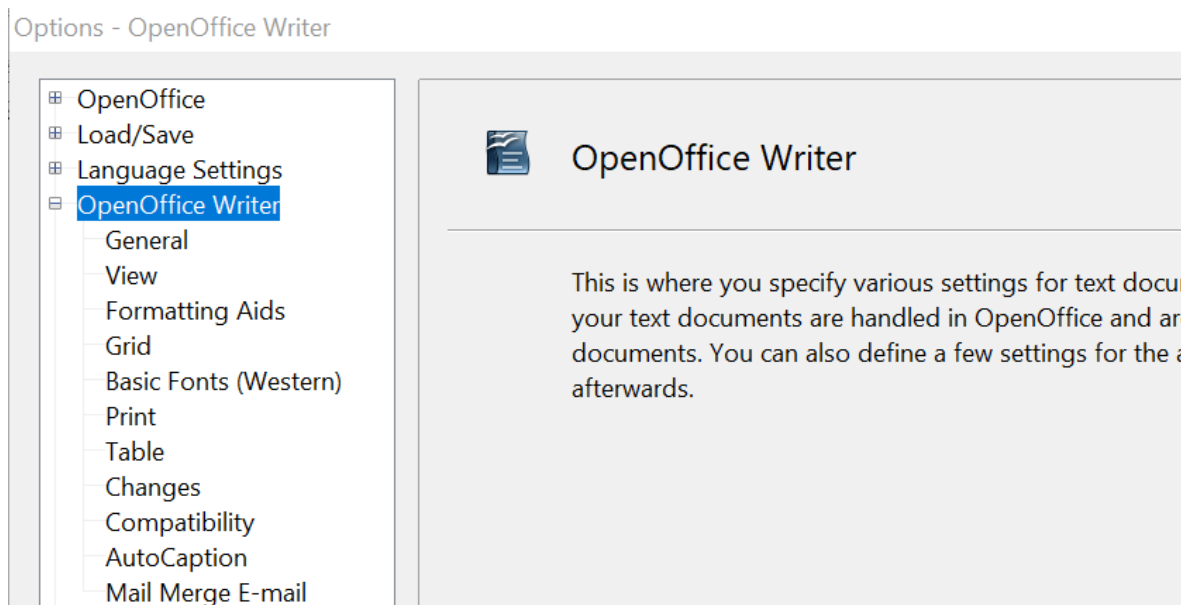 Options - OpenOffice Writer
OpenOffice
Load/Save
Language Settings
OpenOffice Writer
General
View
Formatting Aids
Grid
Basic Fonts (Western)
Print
Table
Changes
Compatibility
AutoCaption
Mail Merge E-mail
OpenOffice Writer
This is where you specify various settings for text
your text documents are handled in OpenOffice and
documents. You can also define a few settings for the
afterwards.